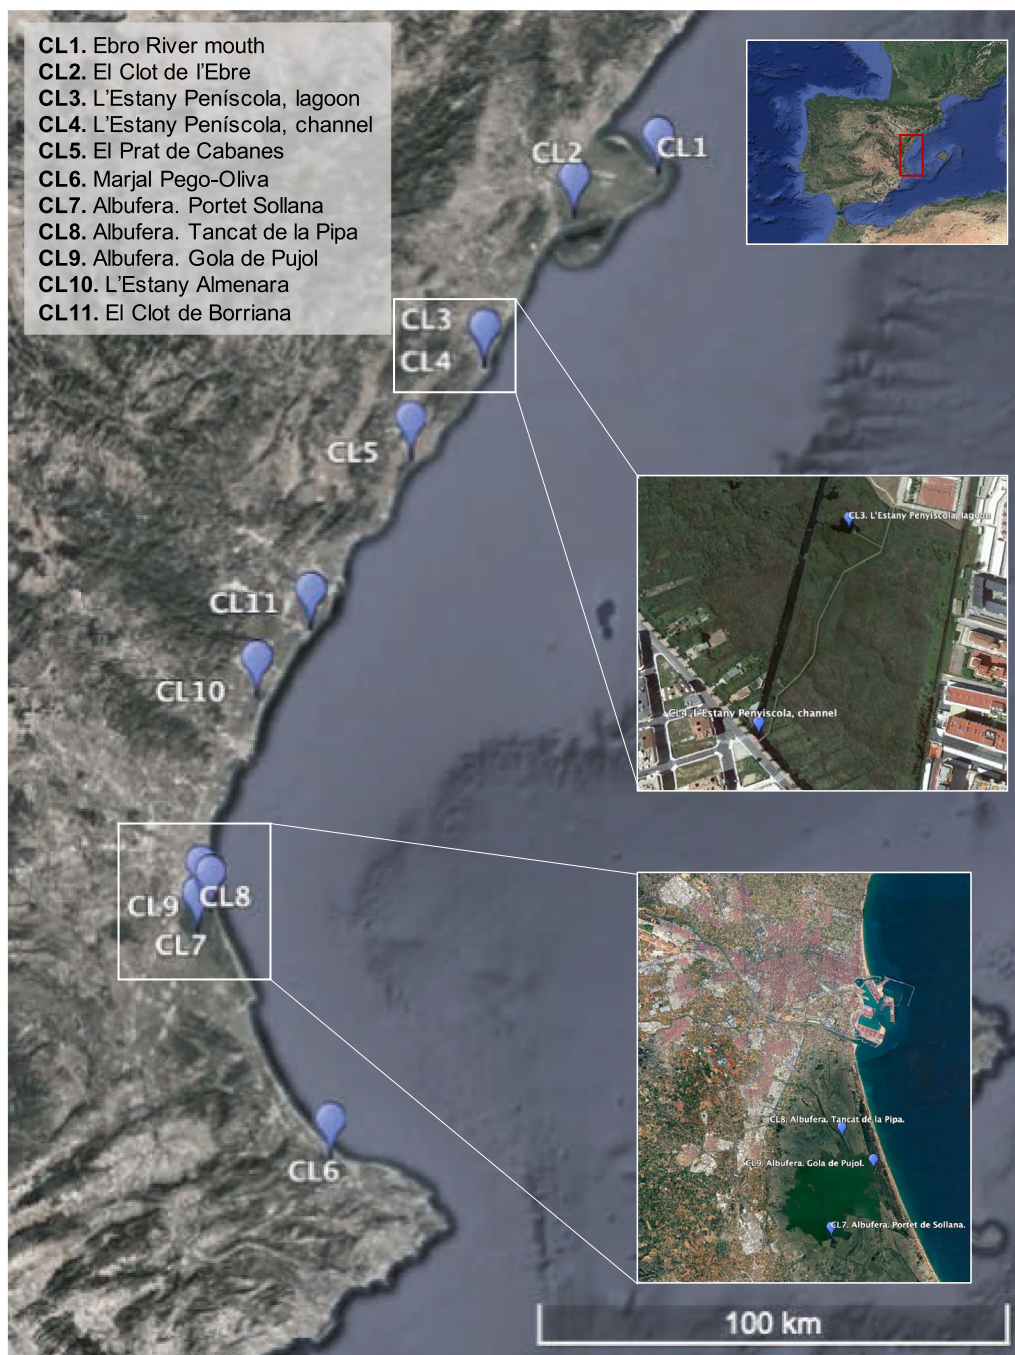 CL1. Ebro River mouth
CL2. El Clot de l'Ebre
CL3. L'Estany Peníscola, lagoon
CL4. L'Estany Peníscola, channel
CL5. El Prat de Cabanes
CL6. Marjal Pego-Oliva
CL7. Albufera. Portet Sollana
CL8. Albufera. Tancat de la Pipa
CL9. Albufera. Gola de Pujol
CL10. L'Estany Almenara
CL11. El Clot de Borriana
CL2
CL1
CL3
CL4
CL5
CL11
CL10
CL9
CL8
CL7
CL6
CL3. L'Estany Penyiscola, lagoon
CL4. L'Estany Penyiscola, channel
CL8. Albufera. Tancat de la Pipa.
CL9. Albufera. Gola de Pujol.
CL7. Albufera. Portet de Sollana.
100 km